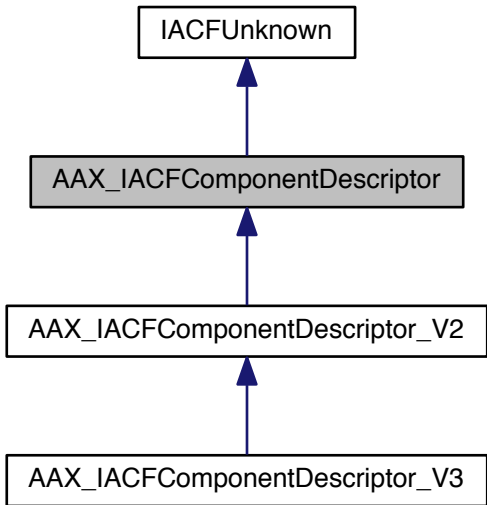 IACFUnknown
AAX_IACFComponentDescriptor
AAX_IACFComponentDescriptor_V2
AAX_IACFComponentDescriptor_V3